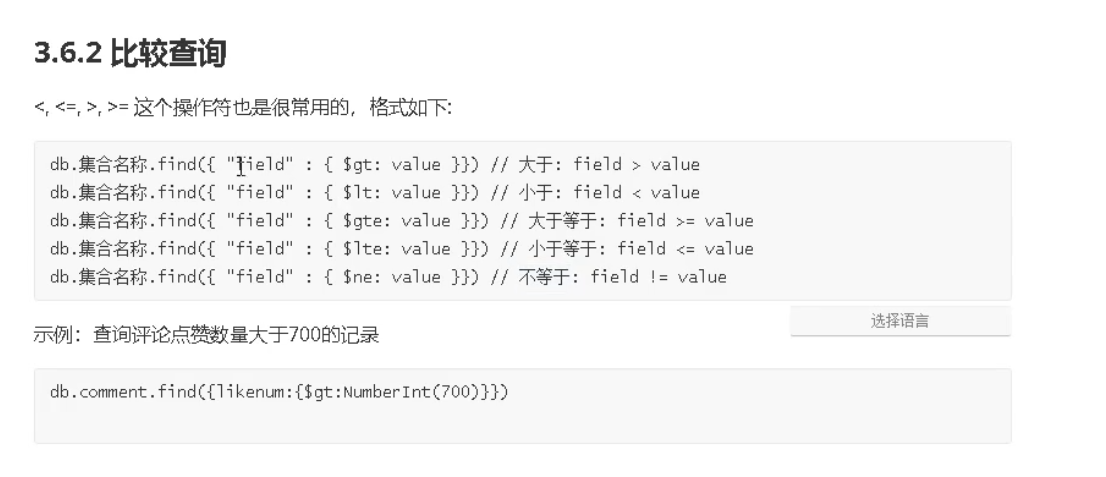 3.6.2 比较查询
<, <=, >, >= 这个操作符也是很常用的，格式如下:
db.集合名称.find({ "field" : { $gt: value }}) // 大于: field > value
db.集合名称.find({ "field" : { $lt: value }}) // 小于: field < value
db.集合名称.find({ "field" : { $gte: value }}) // 大于等于: field >= value
db.集合名称.find({ "field" : { $lte: value }}) // 小于等于: field <= value
db.集合名称.find({ "field" : { $ne: value }}) // 不等于: field != value
选择语言
示例：查询评论点赞数量大于700的记录
db.comment.find({likenum:{$gt:NumberInt(700)}})